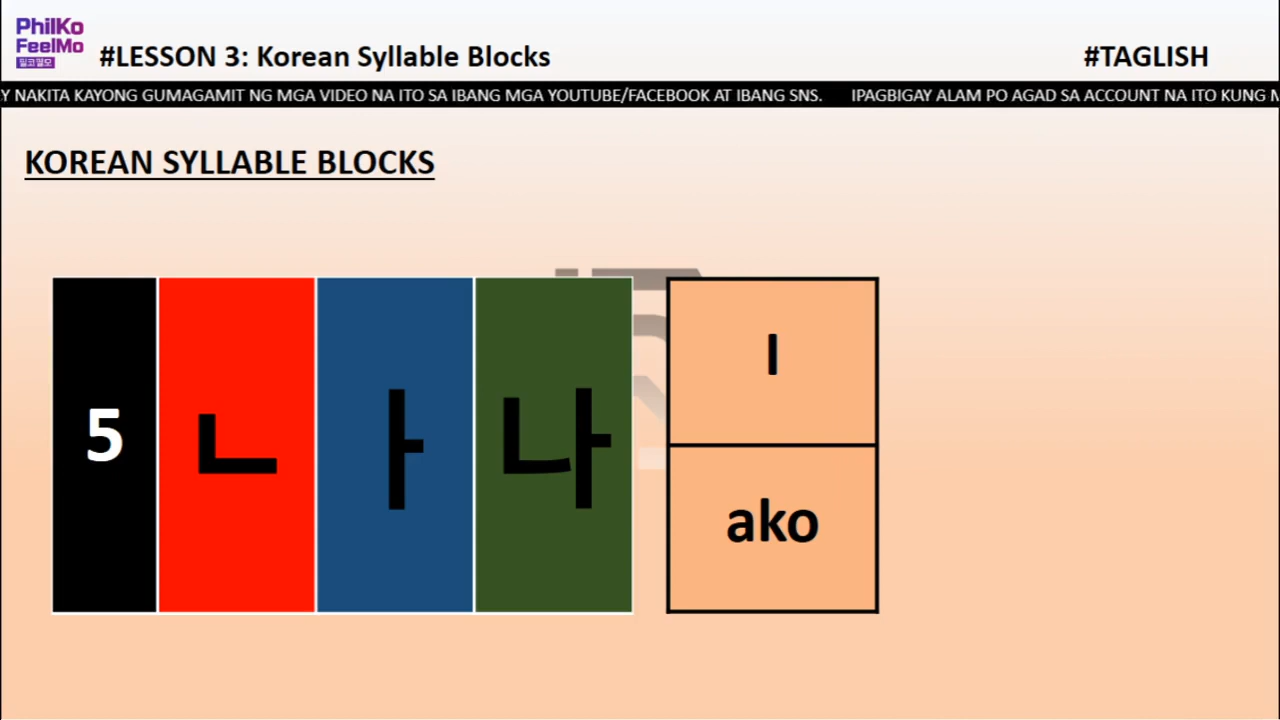 PhilKo
FeelMo
필코필모
#LESSON 3: Korean Syllable Blocks
#TAGLISH
Y NAKITA KAYONG GUMAGAMIT NG MGA VIDEO NA ITO SA IBANG MGA YOUTUBE/FACEBOOK AT IBANG SNS. IPAGBIGAY ALAM PO AGAD SA ACCOUNT NA ITO KUNG
KOREAN SYLLABLE BLOCKS
5 ㄴ ㅏ 나
I
ako